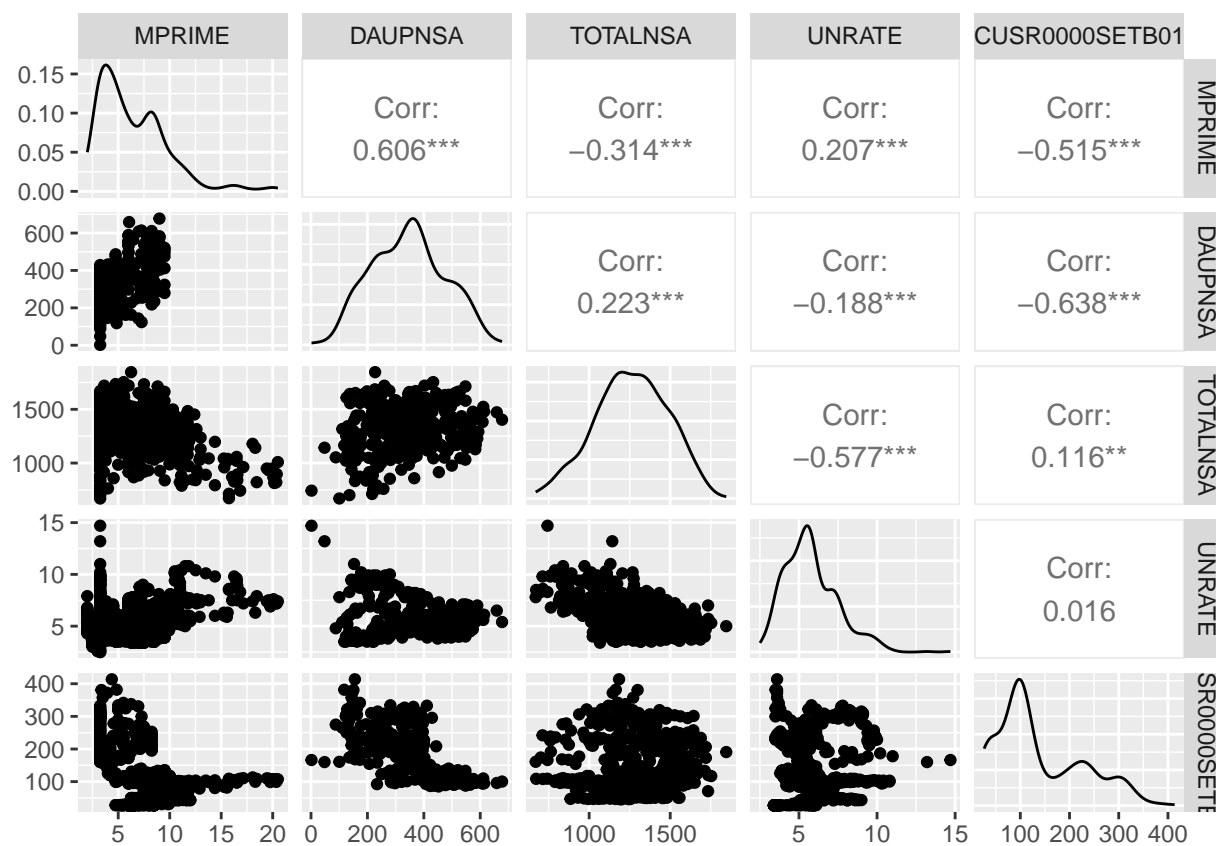 MPRIME DAUPNSA TOTALNSA UNRATE CUSR0000SETB01
0.15
0.10
0.05
0.00
Corr:
0.606***
Corr:
−0.314***
Corr:
0.207***
Corr:
−0.515***
MPRIME
600
400
200
0
Corr:
0.223***
Corr:
−0.188***
Corr:
−0.638***
DAUPNSA
1500
1000
Corr:
−0.577***
Corr:
0.116**
TOTALNSA
15
10
5
Corr:
0.016
UNRATE
400
300
200
100
SR0000SETE
5 10 15 20
0 200 400 600
1000 1500
5 10 15
100 200 300 400